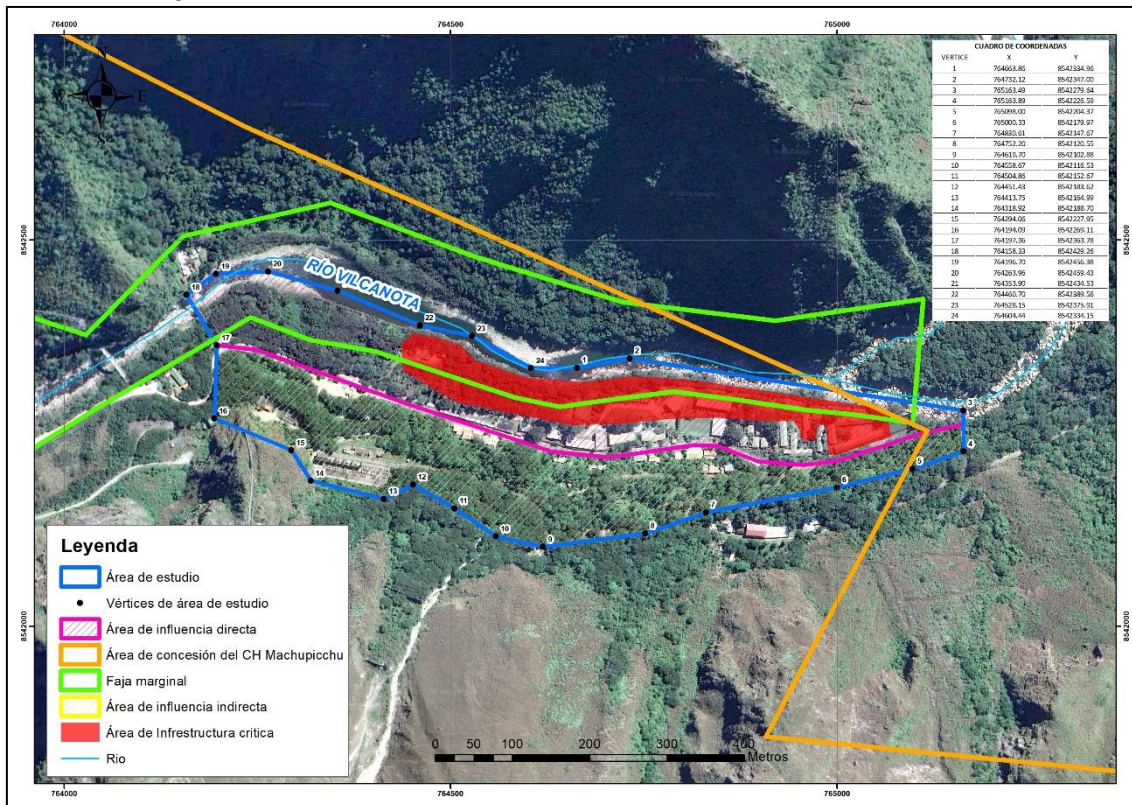 764000 764500 765000
N
W E
S
CUADRO DE COORDENADAS
VERTICE X Y
1 764663.86 8542334.96
2 764732.12 8542347.00
3 765163.49 8542279.64
4 765163.89 8542226.59
5 765098.00 8542204.37
6 765000.33 8542179.97
7 764830.61 8542147.67
8 764752.20 8542120.55
9 764619.70 8542102.88
10 764558.67 8542116.53
11 764504.86 8542152.67
12 764451.43 8542183.62
13 764413.75 8542164.99
14 764318.92 8542188.70
15 764294.06 8542227.95
16 764194.09 8542269.11
17 764197.36 8542363.78
18 764158.33 8542429.26
19 764196.70 8542456.38
20 764263.96 8542459.43
21 764353.90 8542434.53
22 764460.70 8542389.56
23 764528.15 8542375.91
24 764604.44 8542334.15
8542500 8542500
RÍO VILCANOTA
19 20
18
22
23
24 1 2
17
3
16
15
14
13
12
11
10
9
8
7
6
5
4
8542000 8542000
Leyenda
Área de estudio
Vértices de área de estudio
Área de influencia directa
Área de concesión del CH Machupicchu
Faja marginal
Área de influencia indirecta
Área de Infrestructura critica
Rio
0 50 100 200 300 400
Metros
764000 764500 765000